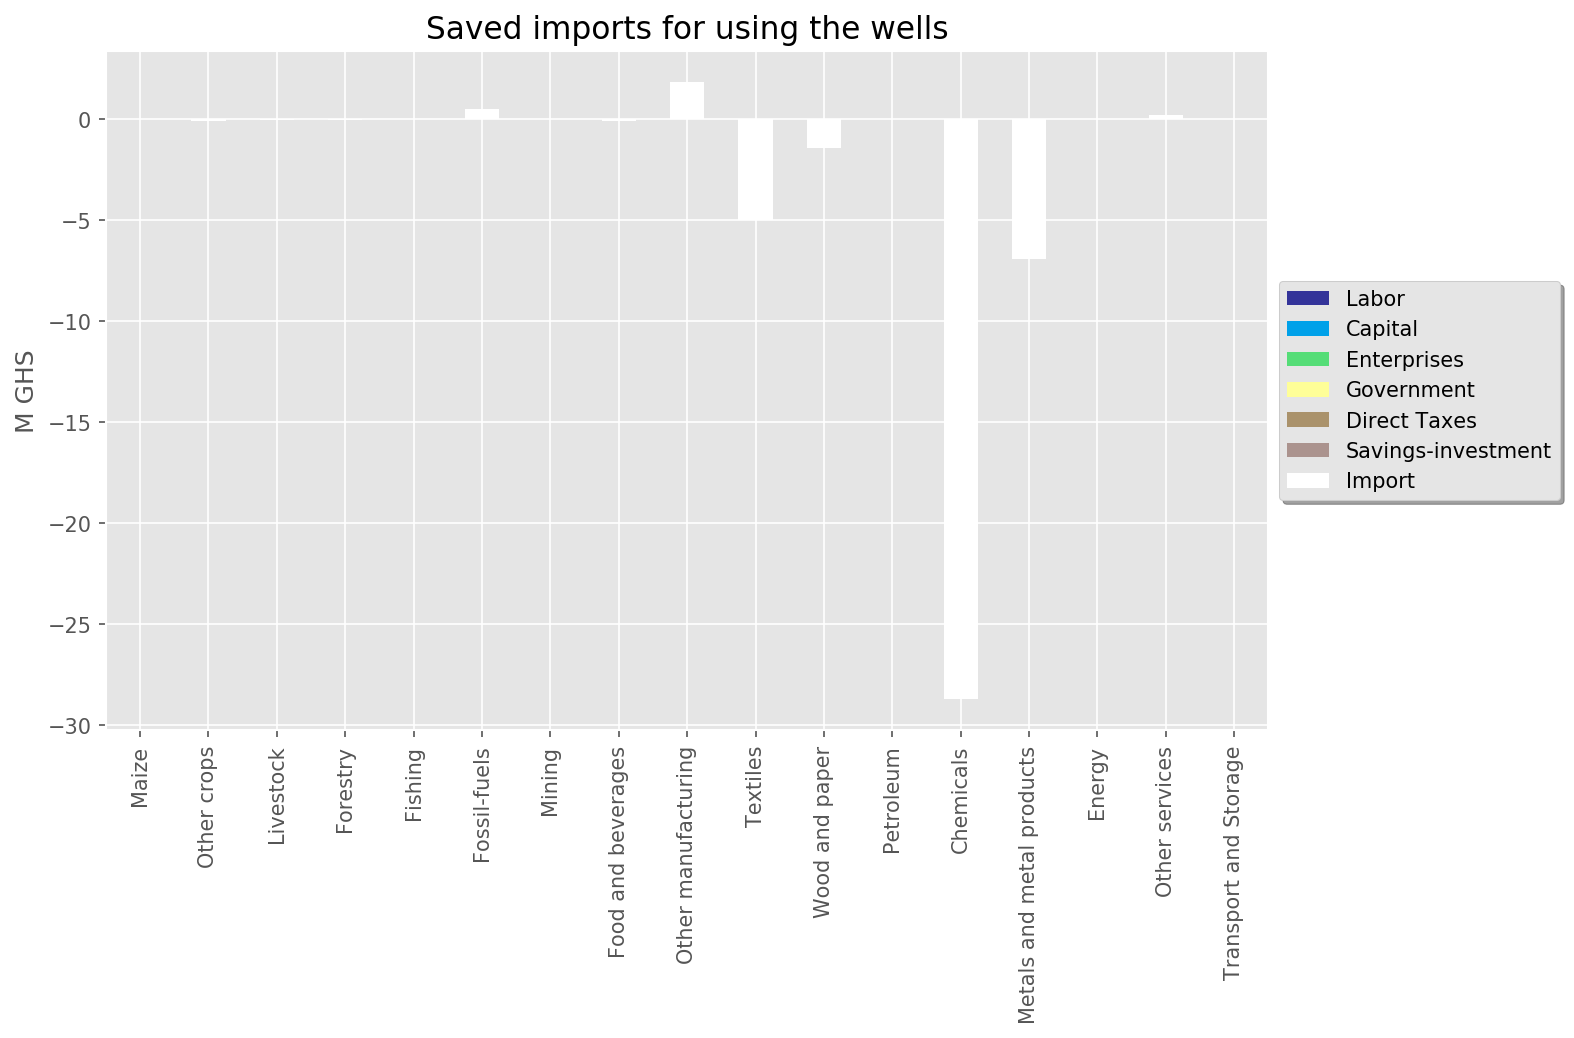 Saved imports for using the wells
M GHS
0
−5
−10
−15
−20
−25
−30
Maize
Other crops
Livestock
Forestry
Fishing
Fossil-fuels
Mining
Food and beverages
Other manufacturing
Textiles
Wood and paper
Petroleum
Chemicals
Metals and metal products
Energy
Other services
Transport and Storage
Labor
Capital
Enterprises
Government
Direct Taxes
Savings-investment
Import